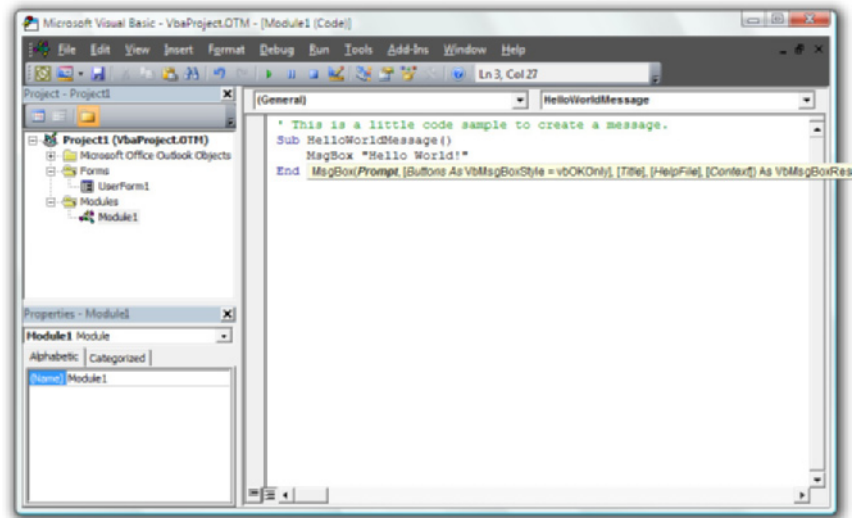 Microsoft Visual Basic - VbaProject.OTM - [Module1 (Code)]
File Edit View Insert Format Debug Run Tools Add-Ins Window Help
Ln 3, Col 27
Project - Project1
Project1 (VbaProject.OTM)
Microsoft Office Outlook Objects
Forms
UserForm1
Modules
Module1
Properties - Module1
Module1 Module
Alphabetic Categorized
(Name) Module1
(General) HelloWorldMessage
' This is a little code sample to create a message.
Sub HelloWorldMessage()
MsgBox "Hello World!"
End
MsgBox(Prompt, [Buttons As VbMsgBoxStyle = vbOKOnly], [Title], [HelpFile], [Context]) As VbMsgBoxRes